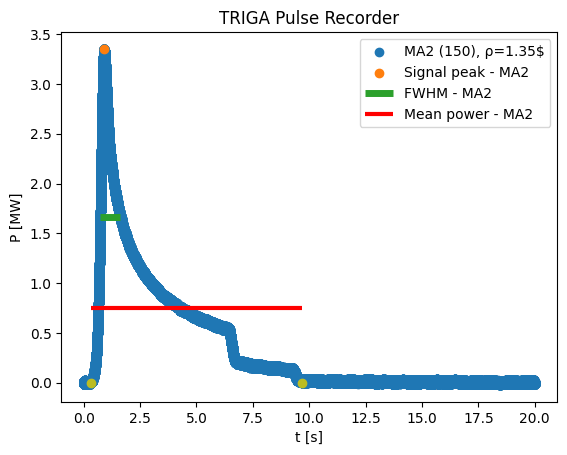 TRIGA Pulse Recorder
MA2 (150), ρ=1.35$
Signal peak - MA2
FWHM - MA2
Mean power - MA2
P [MW]
3.5
3.0
2.5
2.0
1.5
1.0
0.5
0.0
0.0 2.5 5.0 7.5 10.0 12.5 15.0 17.5 20.0
t [s]